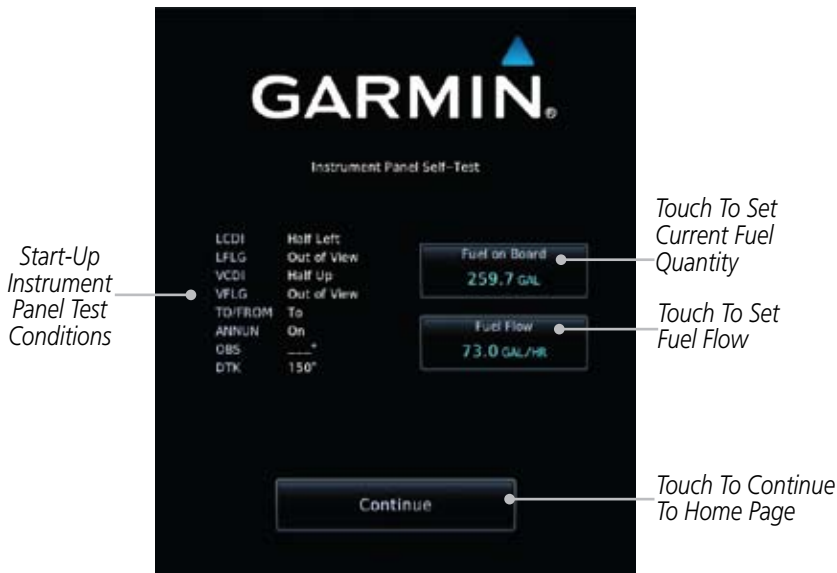 GARMIN®
Instrument Panel Self-Test
Start-Up
Instrument
Panel Test
Conditions
LCDI Half Left
LFLG Out of View
VCDI Half Up
VFLG Out of View
TO/FROM To
ANNUN On
OBS ___°
DTK 150°
Fuel on Board
259.7 GAL
Fuel Flow
73.0 GAL/HR
Touch To Set
Current Fuel
Quantity
Touch To Set
Fuel Flow
Continue
Touch To Continue
To Home Page